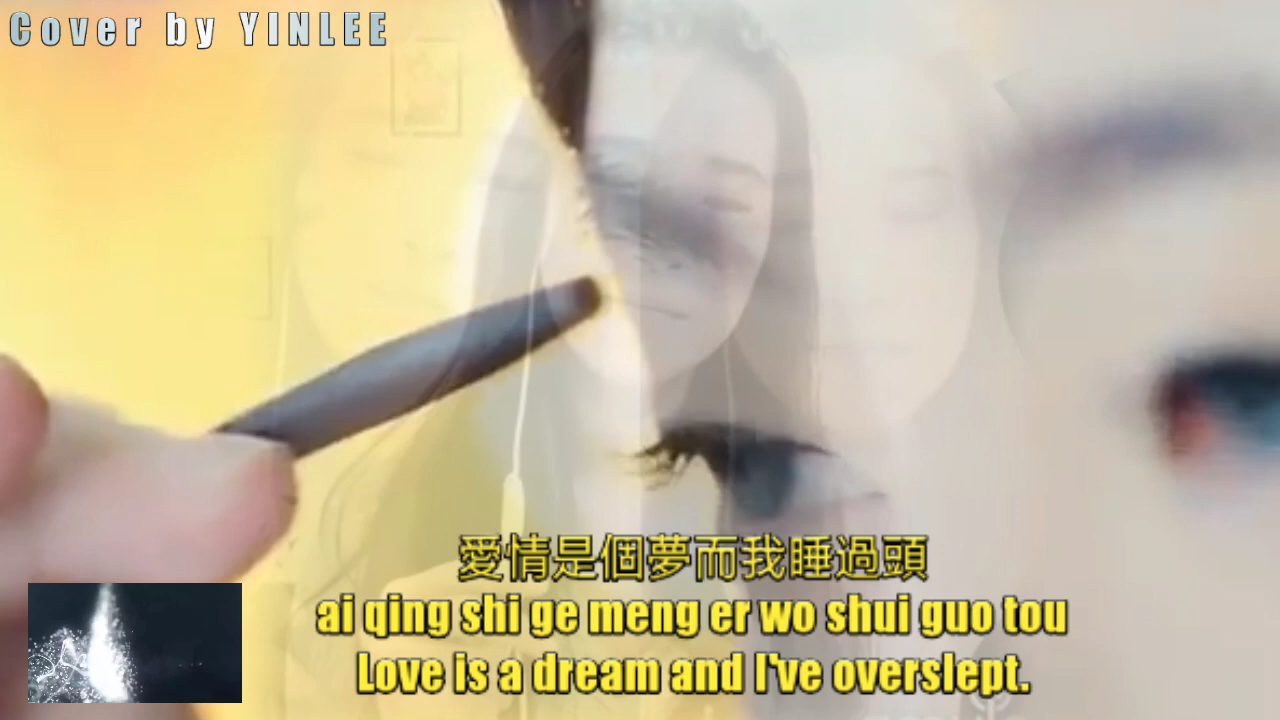 Cover by YINLEE
愛情是個夢而我睡過頭
ai qing shi ge meng er wo shui guo tou
Love is a dream and I've overslept.